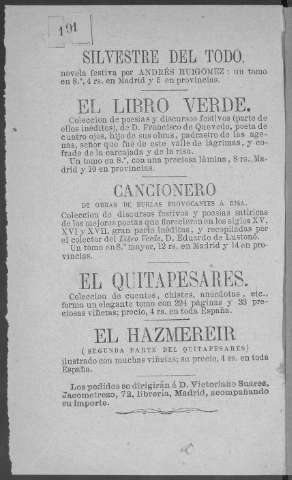 191
SILVESTRE DEL TODO,
novela festiva por ANDRÉS RUIGOMEZ: un tomo
en 8.º, 4 rs. en Madrid y 5 en provincias.
EL LIBRO VERDE.
Coleccion de poesías y discursos festivos (parte de
ellos inéditos), de D. Francisco de Quevedo, poeta de
cuatro ojos, hijo de sus obras, padrastro de las age-
nas, señor que fué de este valle de lágrimas, y co-
frade de la carcajada y de la risa.
Un tomo en 8.º, con una preciosa lámina, 8 rs. Ma-
drid y 10 en provincias.
CANCIONERO
DE OBRAS DE BURLAS PROVOCANTES A RISA.
Coleccion de discursos festivos y poesías satíricas
de los mejores poetas que florecieron en los siglos XV,
XVI y XVII, gran parte inéditas, y recopiladas por
el colector del Libro Verde, D. Eduardo de Lustonó.
Un tomo en 8.º mayor, 12 rs. en Madrid y 14 en pro-
vincias.
EL QUITAPESARES.
Coleccion de cuentos, chistes, anécdotas, etc.,
forma un elegante tomo con 294 páginas y 33 pre-
ciosas viñetas; precio, 4 rs. en toda España.
EL HAZMEREIR
(SEGUNDA PARTE DEL QUITAPESARES)
ilustrado con muchas viñetas; su precio, 4 rs. en toda
España.
Los pedidos se dirigirán á D. Victoriano Suarez,
Jacometrezo, 72, librería, Madrid, acompañando
su importe.